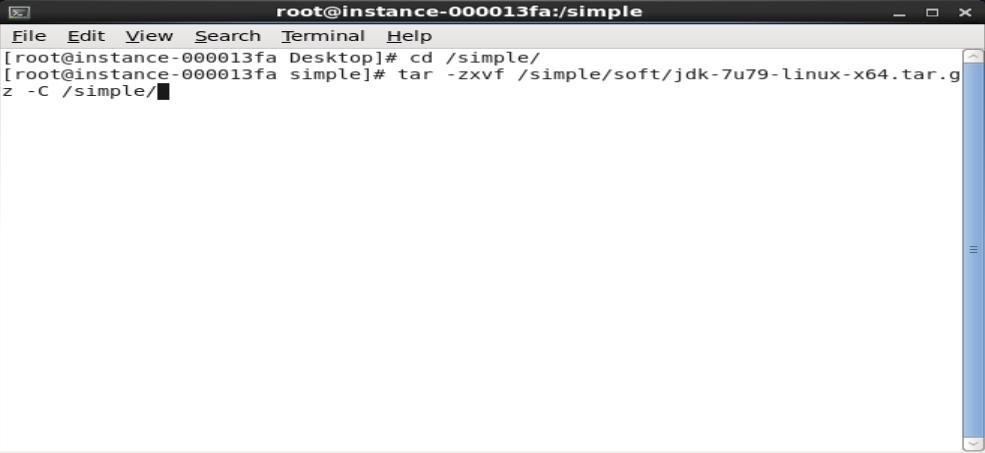 root@instance-000013fa:/simple
File Edit View Search Terminal Help
[root@instance-000013fa Desktop]# cd /simple/
[root@instance-000013fa simple]# tar -zxvf /simple/soft/jdk-7u79-linux-x64.tar.g
z -C /simple/